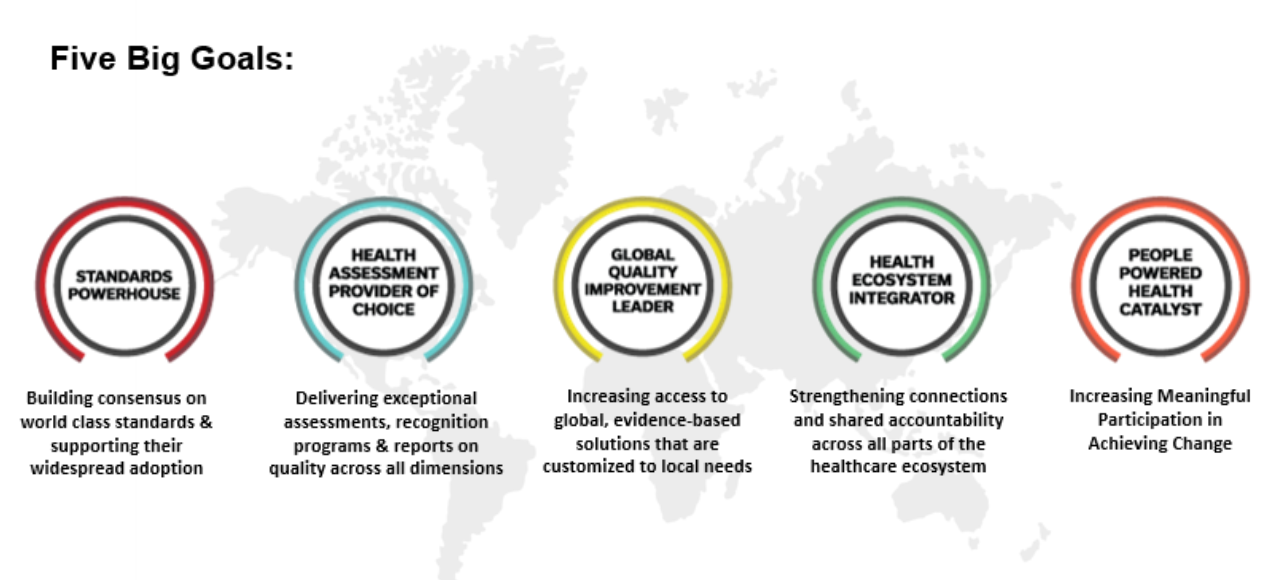 Five Big Goals:
STANDARDS
POWERHOUSE
Building consensus on
world class standards &
supporting their
widespread adoption
HEALTH
ASSESSMENT
PROVIDER OF
CHOICE
Delivering exceptional
assessments, recognition
programs & reports on
quality across all dimensions
GLOBAL
QUALITY
IMPROVEMENT
LEADER
Increasing access to
global, evidence-based
solutions that are
customized to local needs
HEALTH
ECOSYSTEM
INTEGRATOR
Strengthening connections
and shared accountability
across all parts of the
healthcare ecosystem
PEOPLE
POWERED
HEALTH
CATALYST
Increasing Meaningful
Participation in
Achieving Change